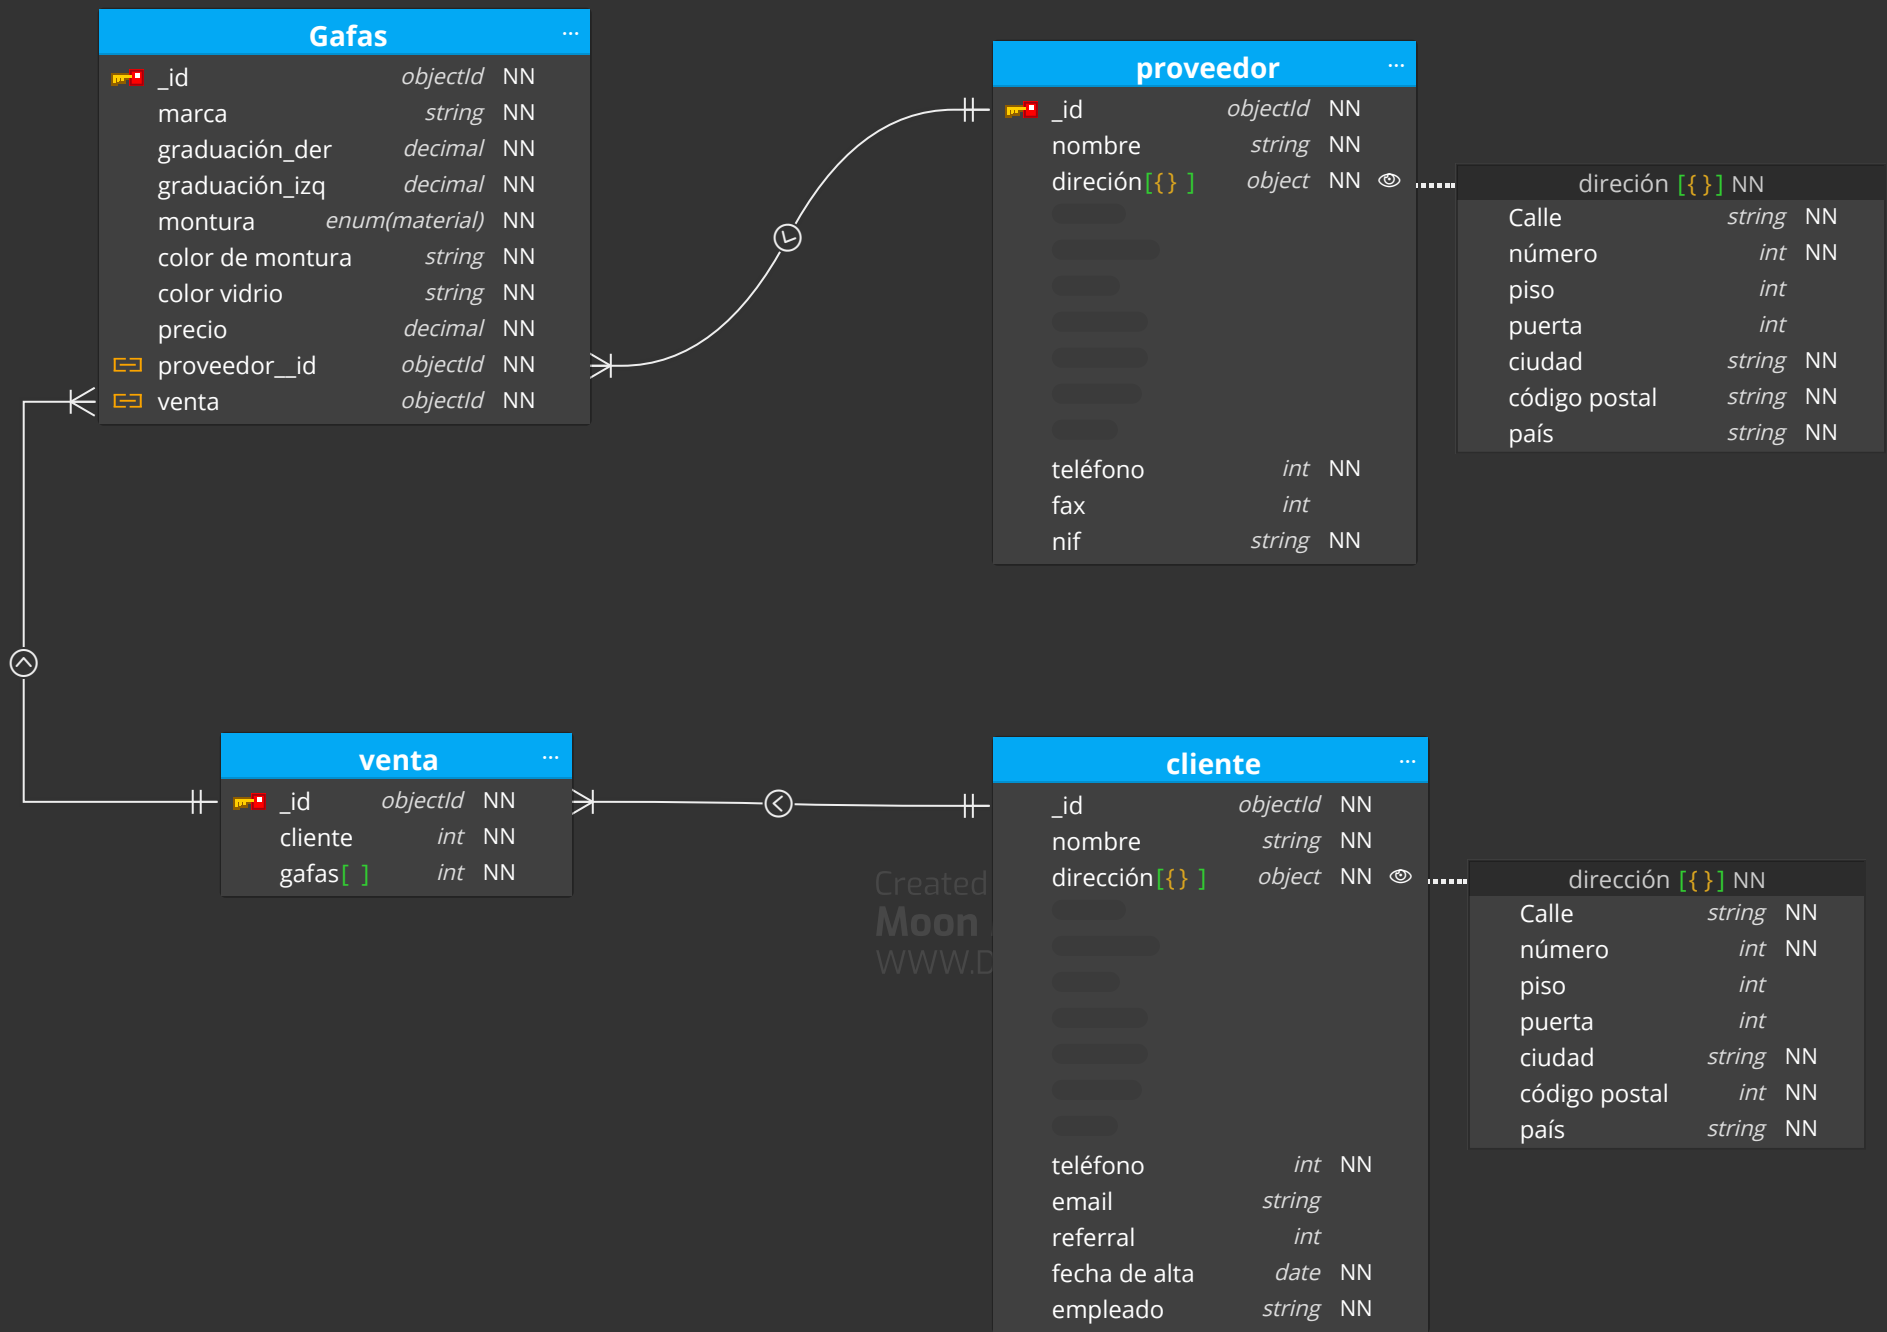 Gafas ...
_id objectId NN
marca string NN
graduación_der decimal NN
graduación_izq decimal NN
montura enum(material) NN
color de montura string NN
color vidrio string NN
precio decimal NN
proveedor__id objectId NN
venta objectId NN
proveedor ...
_id objectId NN
nombre string NN
direción[{} ] object NN
teléfono int NN
fax int
nif string NN
direción [{ }] NN
Calle string NN
número int NN
piso int
puerta int
ciudad string NN
código postal string NN
país string NN
venta ...
_id objectId NN
cliente int NN
gafas[ ] int NN
Created
Moon
WWW.D
cliente ...
_id objectId NN
nombre string NN
dirección[{} ] object NN
teléfono int NN
email string
referral int
fecha de alta date NN
empleado string NN
dirección [{ }] NN
Calle string NN
número int NN
piso int
puerta int
ciudad string NN
código postal int NN
país string NN